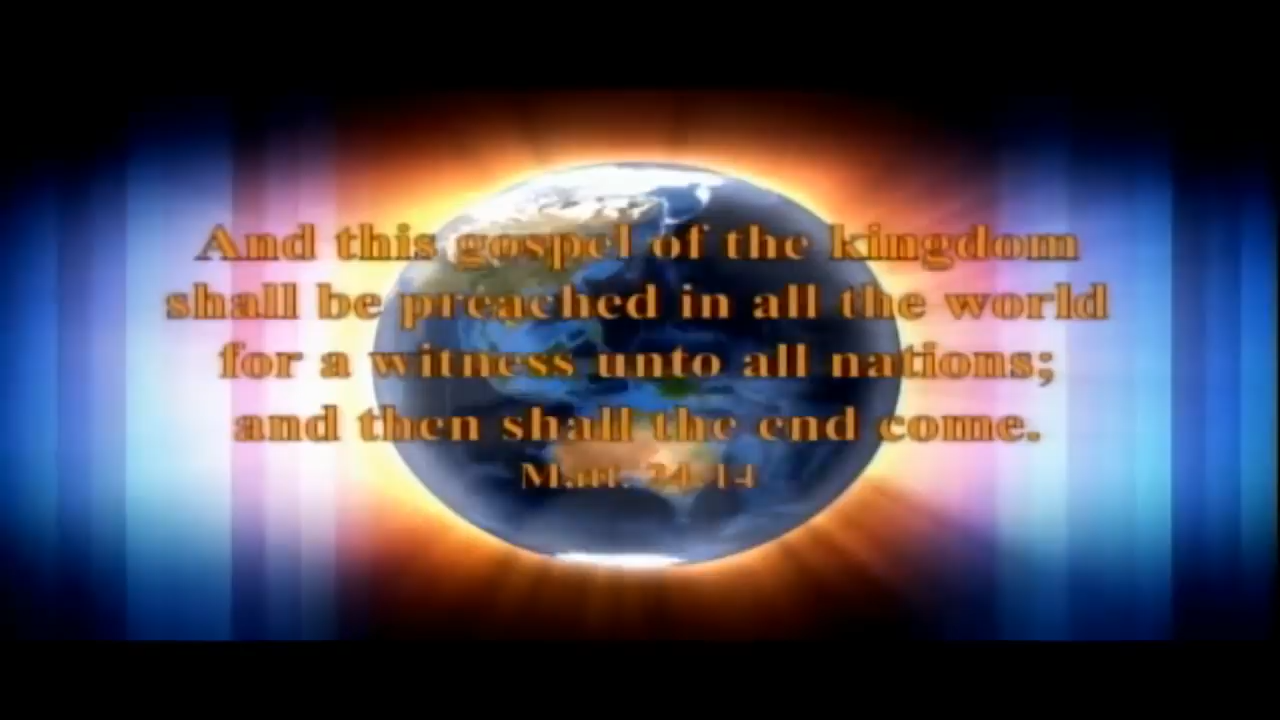 And this gospel of the kingdom
shall be preached in all the world
for a witness unto all nations;
and then shall the end come.
Matt. 24:14